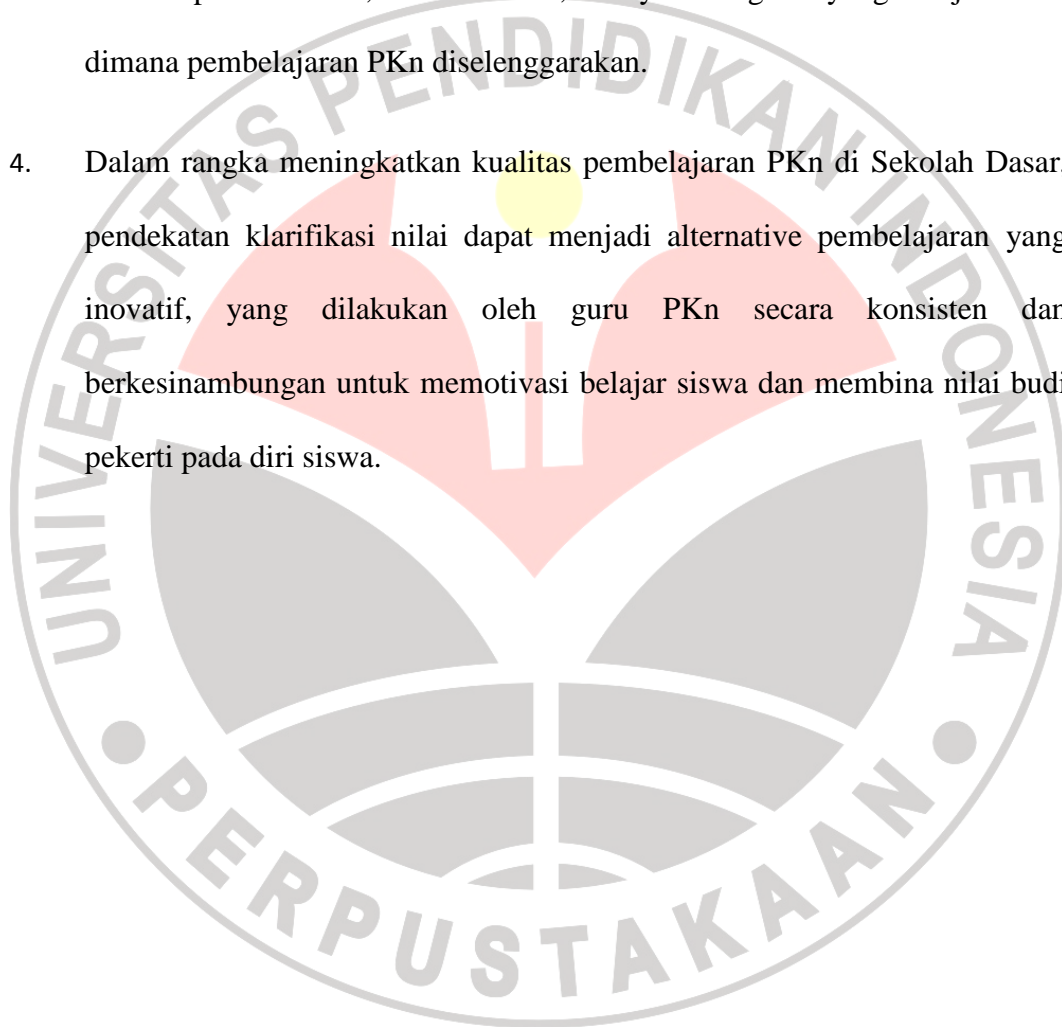 dimana pembelajaran PKn diselenggarakan.
4. Dalam rangka meningkatkan kualitas pembelajaran PKn di Sekolah Dasar,
pendekatan klarifikasi nilai dapat menjadi alternative pembelajaran yang
inovatif, yang dilakukan oleh guru PKn secara konsisten dan
berkesinambungan untuk memotivasi belajar siswa dan membina nilai budi
pekerti pada diri siswa.
UNIVERSITAS PENDIDIKAN INDONESIA
PERPUSTAKAAN